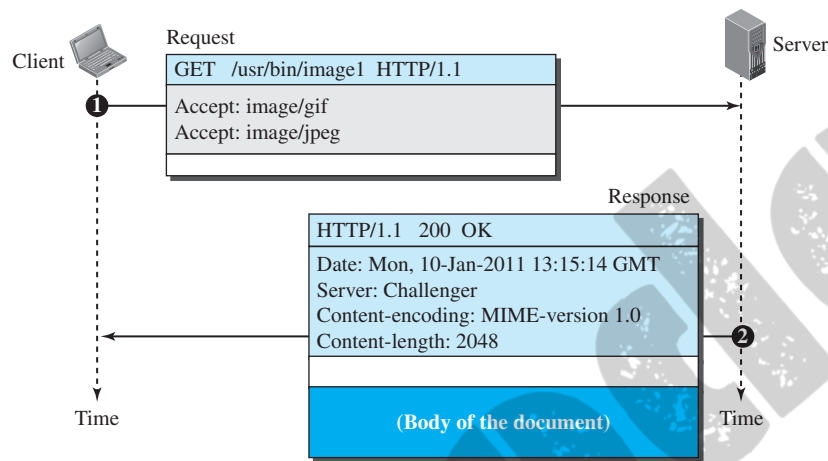 Request
Client
Server
GET /usr/bin/image1 HTTP/1.1
1
Accept: image/gif
Accept: image/jpeg
Response
HTTP/1.1 200 OK
Date: Mon, 10-Jan-2011 13:15:14 GMT
Server: Challenger
Content-encoding: MIME-version 1.0
Content-length: 2048
2
Time
(Body of the document)
Time